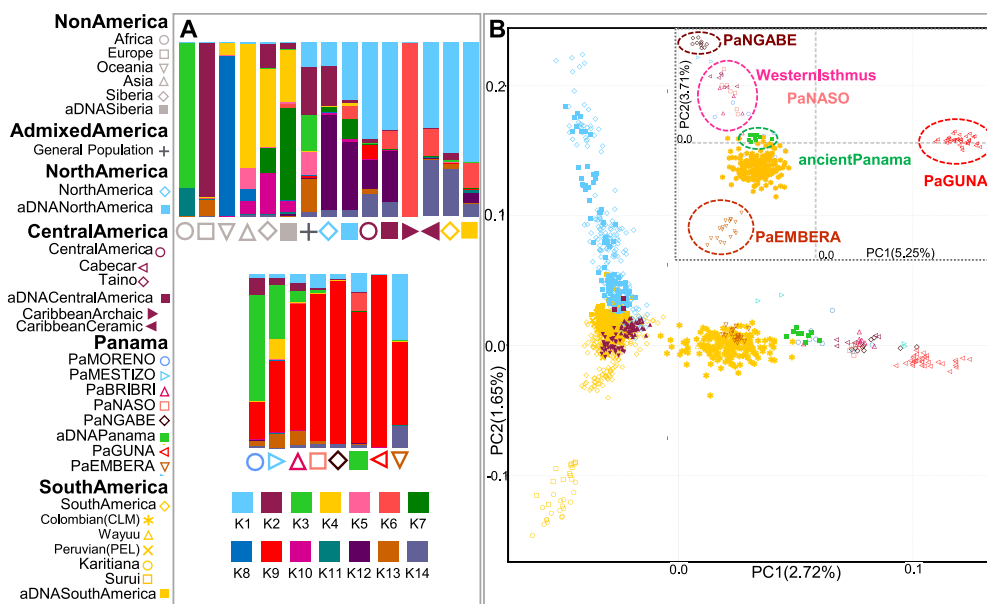 NonAmerica
Africa
Europe
Oceania
Asia
Siberia
aDNASiberia
AdmixedAmerica
General Population
NorthAmerica
NorthAmerica
aDNANorthAmerica
CentralAmerica
CentralAmerica
Cabecar
Taino
aDNACentralAmerica
CaribbeanArchaic
CaribbeanCeramic
Panama
PaMORENO
PaMESTIZO
PaBRIBRI
PaNASO
PaNGABE
aDNAPanama
PaGUNA
PaEMBERA
SouthAmerica
SouthAmerica
Colombian(CLM)
Wayuu
Peruvian(PEL)
Karitiana
Surui
aDNASouthAmerica
A
K1 K2 K3 K4 K5 K6 K7
K8 K9 K10 K11 K12 K13 K14
B
PaNGABE
WesternIsthmus
PaNASO
ancientPanama
PaGUNA
PaEMBERA
PC2(3.71%)
0.0
0.0
PC1(5,25%)
0.2
0.1
0.0
-0.1
PC2(1.65%)
0.0
0.1
PC1(2.72%)